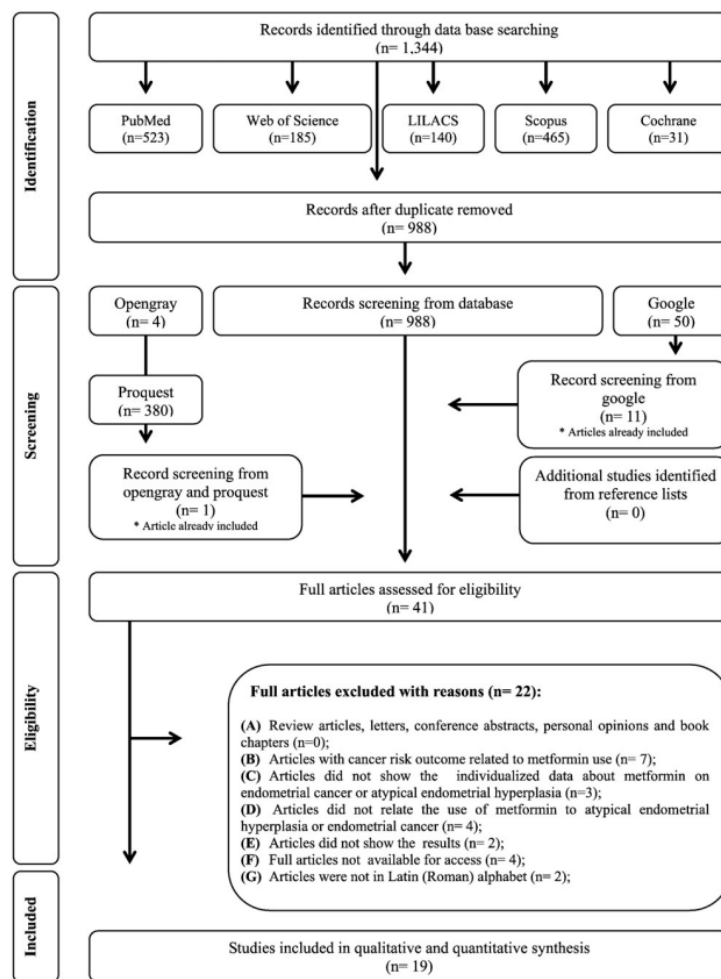 Identification
Records identified through data base searching
(n= 1,344)
PubMed
(n=523)
Web of Science
(n=185)
LILACS
(n=140)
Scopus
(n=465)
Cochrane
(n=31)
Records after duplicate removed
(n= 988)
Screening
Opengray
(n= 4)
Records screening from database
(n= 988)
Google
(n= 50)
Proquest
(n= 380)
Record screening from
google
(n= 11)
* Articles already included
Record screening from
opengray and proquest
(n= 1)
* Article already included
Additional studies identified
from reference lists
(n= 0)
Eligibility
Full articles assessed for eligibility
(n= 41)
Full articles excluded with reasons (n= 22):
(A) Review articles, letters, conference abstracts, personal opinions and book
chapters (n=0);
(B) Articles with cancer risk outcome related to metformin use (n= 7);
(C) Articles did not show the individualized data about metformin on
endometrial cancer or atypical endometrial hyperplasia (n=3);
(D) Articles did not relate the use of metformin to atypical endometrial
hyperplasia or endometrial cancer (n= 4);
(E) Articles did not show the results (n= 2);
(F) Full articles not available for access (n= 4);
(G) Articles were not in Latin (Roman) alphabet (n= 2);
Included
Studies included in qualitative and quantitative synthesis
(n= 19)